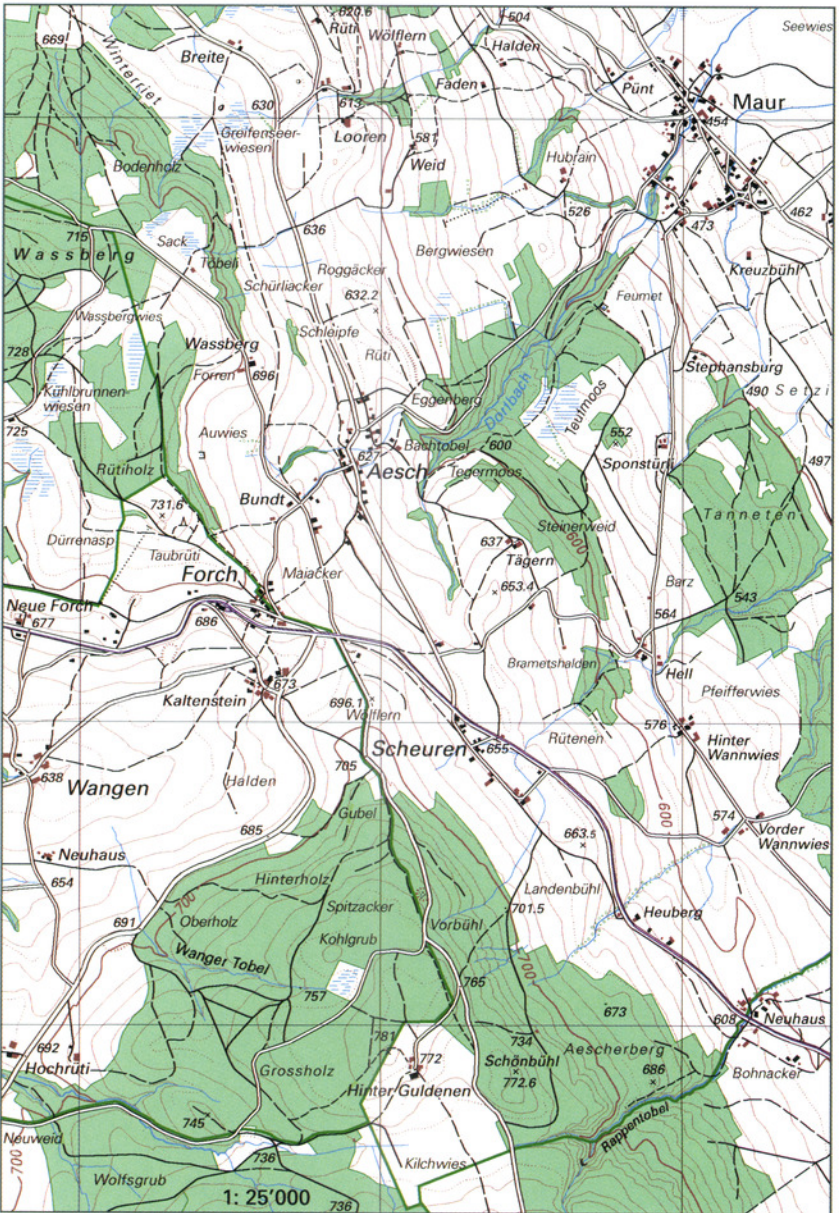 820.6
504
Seewies
669
Winterriet
Breite
Rüti
Wölflern
Halden
630
613
Fäden
Pünt
Maur
Greifenseer-
wiesen
Looren
581
Weid
454
Bodenholz
Hubrain
526
462
715
Sack
636
473
Wassberg
Töbeli
Bergwiesen
Kreuzbühl
Schürliacker
Roggäcker
632.2
Feumet
Wassbergwies
Wassberg
Schleipfe
728
Forren
696
Rüti
Stephansburg
Kühlbrunnen-
wiesen
Eggenberg
Dorfbach
Teufmoos
490
Setzi
725
Auwies
627
Bachtobel
600
552
Aesch
Tegermoos
Sponstürli
497
Rütiholz
Bundt
731.6
Steinerweid
Tanneten
Dürrenasp
Taubrüti
637
Tägern
600
Forch
Maiacker
653.4
Barz
543
Neue Forch
677
686
564
Brametshalden
Hell
673
Kaltenstein
696.1
Wolflern
Pfeifferwies
576
Scheuren
655
Rütenen
Hinter
Wannwies
705
638
Wangen
Halden
Gubel
600
574
Vorder
Wannwies
685
663.5
Neuhaus
Hinterholz
654
700
Landenbühl
Oberholz
Spitzacker
701.5
Heuberg
691
Kohlgrub
Vorbühl
Wanger Tobel
700
757
765
673
781
734
608
Neuhaus
692
Hochrüti
772
Schönbühl
Aescherberg
Grossholz
772.6
686
Bohnacker
Hinter Guldenen
745
Neuweid
Rappentobel
700
736
Kilchwies
Wolfsgrub
1: 25'000
736